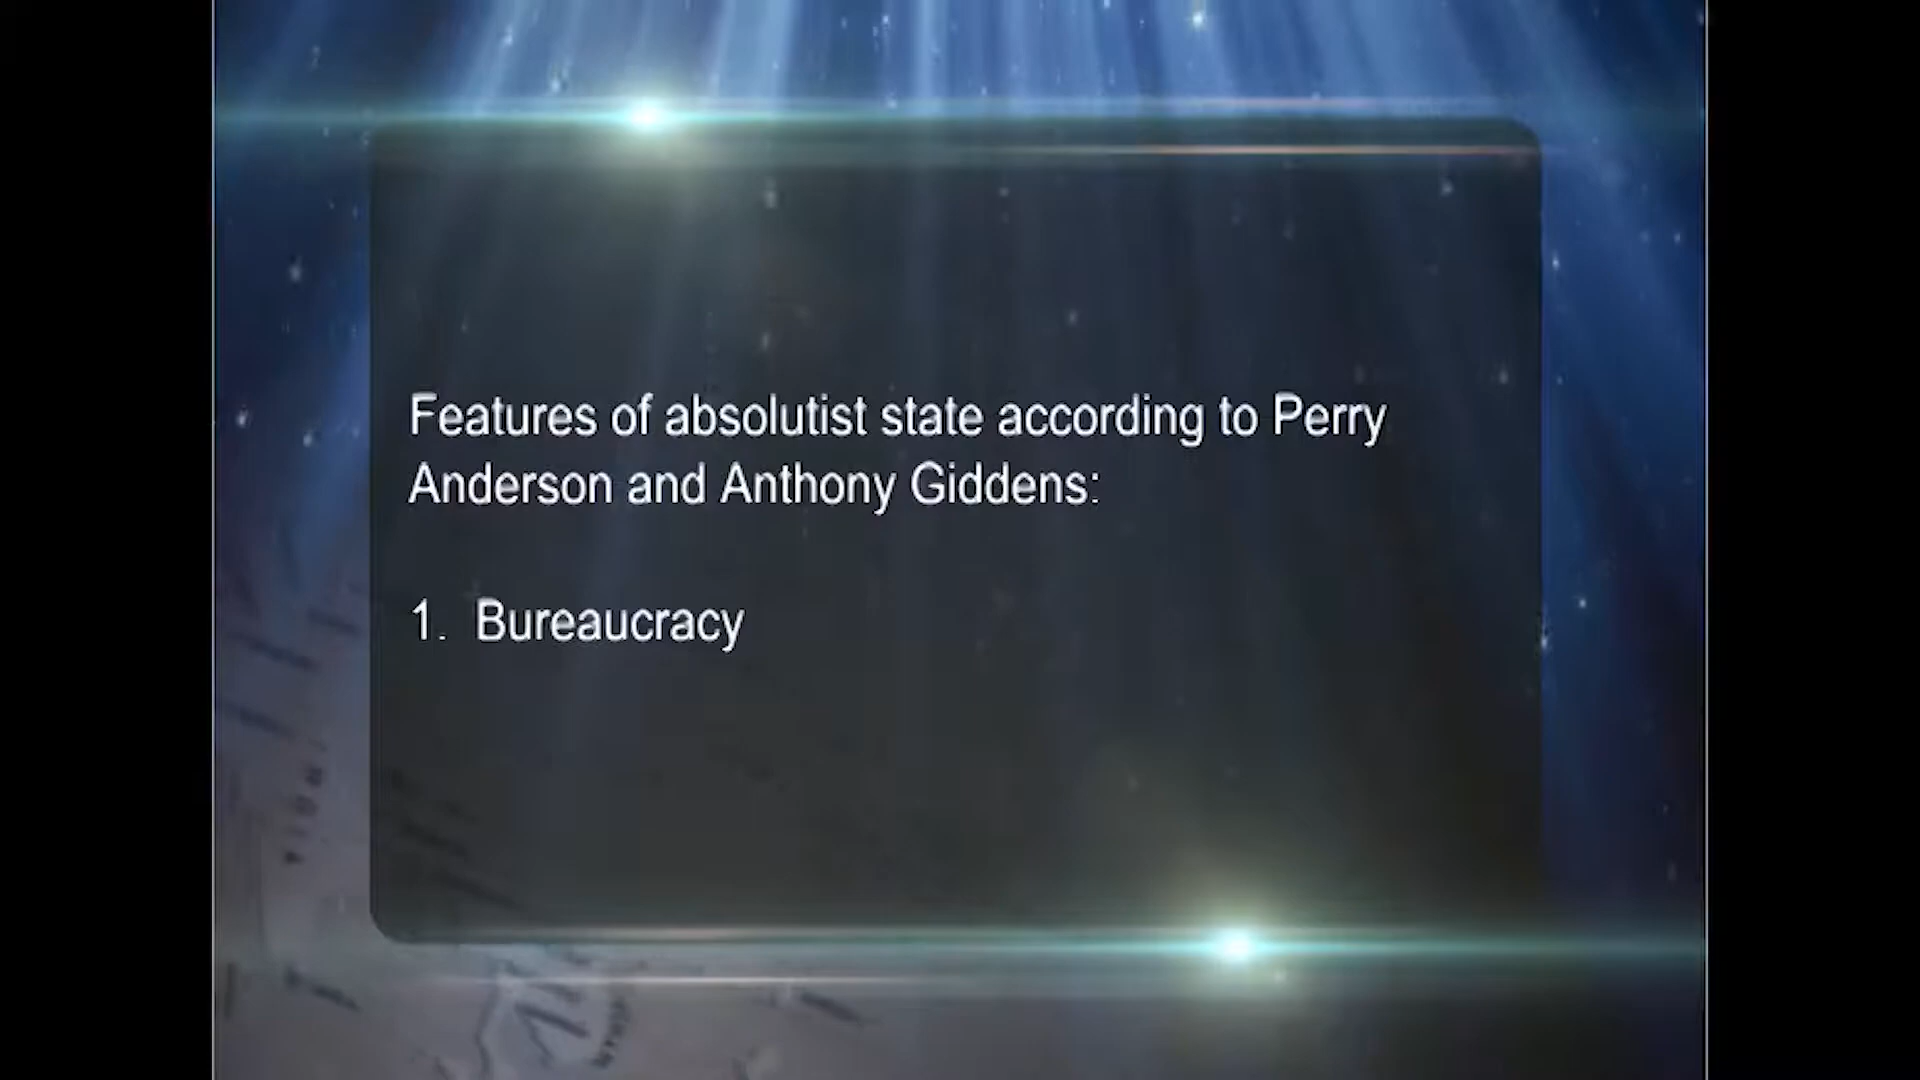 Features of absolutist state according to Perry
Anderson and Anthony Giddens:
1. Bureaucracy